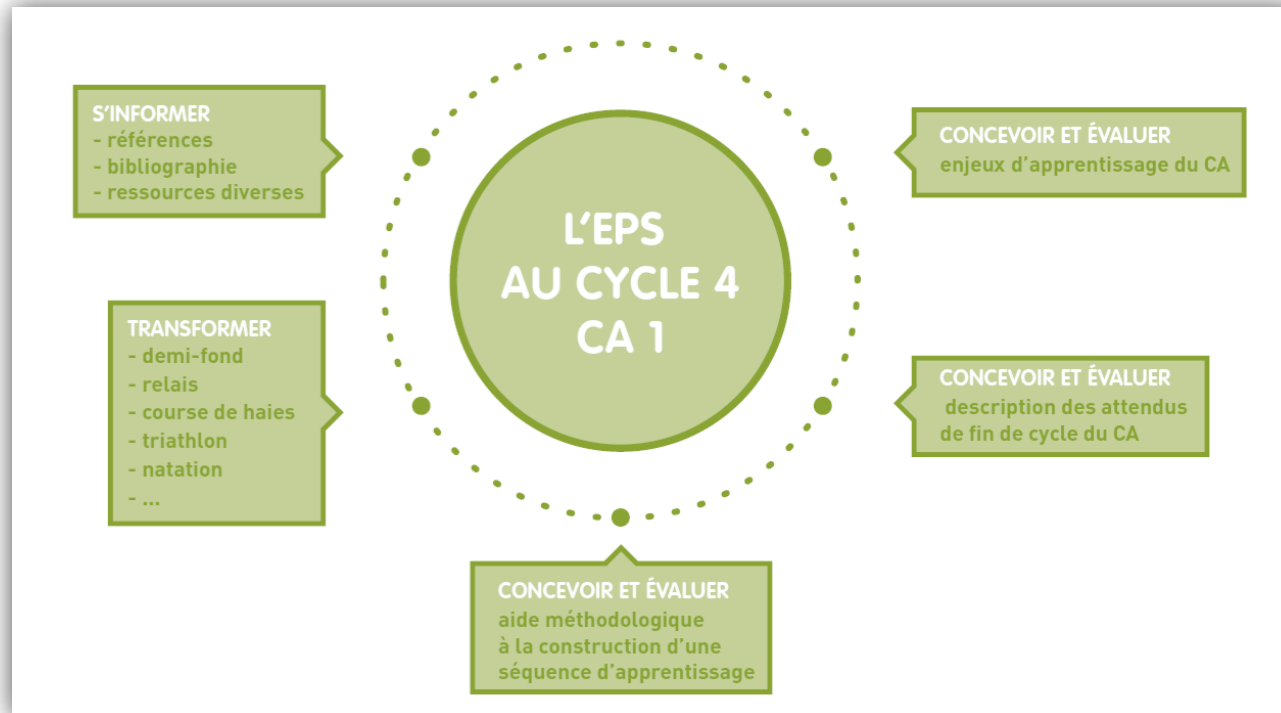 S'INFORMER
- références
- bibliographie
- ressources diverses
TRANSFORMER
- demi-fond
- relais
- course de haies
- triathlon
- natation
- ...
L'EPS
AU CYCLE 4
CA 1
CONCEVOIR ET ÉVALUER
enjeux d'apprentissage du CA
CONCEVOIR ET ÉVALUER
description des attendus
de fin de cycle du CA
CONCEVOIR ET ÉVALUER
aide méthodologique
à la construction d'une
séquence d'apprentissage